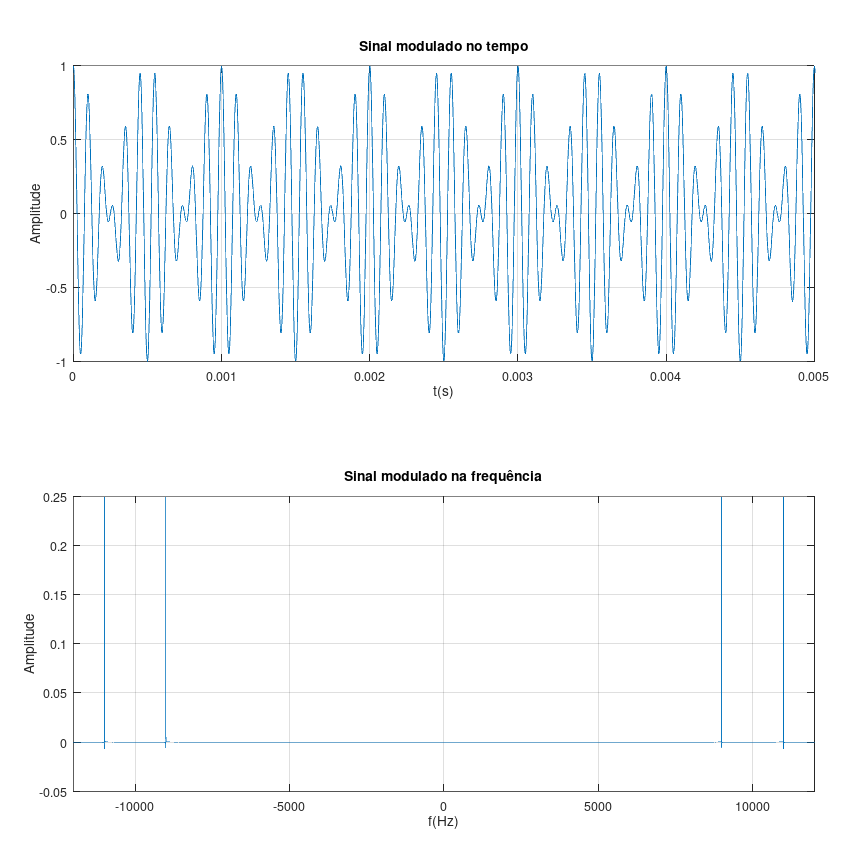 Sinal modulado no tempo
1
0.5
0
-0.5
-1
Amplitude
0 0.001 0.002 0.003 0.004 0.005
t(s)
Sinal modulado na frequência
0.25
0.2
0.15
0.1
0.05
0
-0.05
Amplitude
-10000 -5000 0 5000 10000
f(Hz)